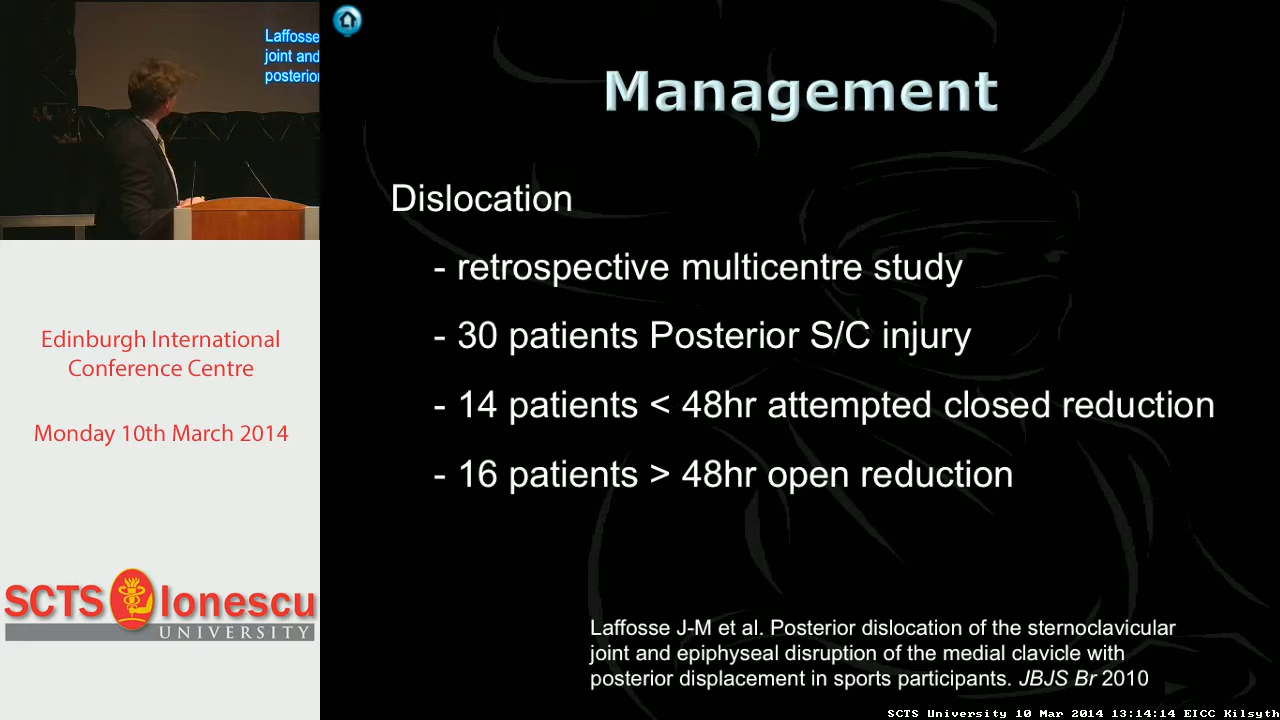 Laffosse
joint and
posterior
Edinburgh International
Conference Centre
Monday 10th March 2014
SCTS Ionescu
UNIVERSITY
Management
Dislocation
- retrospective multicentre study
- 30 patients Posterior S/C injury
- 14 patients < 48hr attempted closed reduction
- 16 patients > 48hr open reduction
Laffosse J-M et al. Posterior dislocation of the sternoclavicular
joint and epiphyseal disruption of the medial clavicle with
posterior displacement in sports participants. JBJS Br 2010
SCTS University 10 Mar 2014 13:14:14 EICC Kilsyth